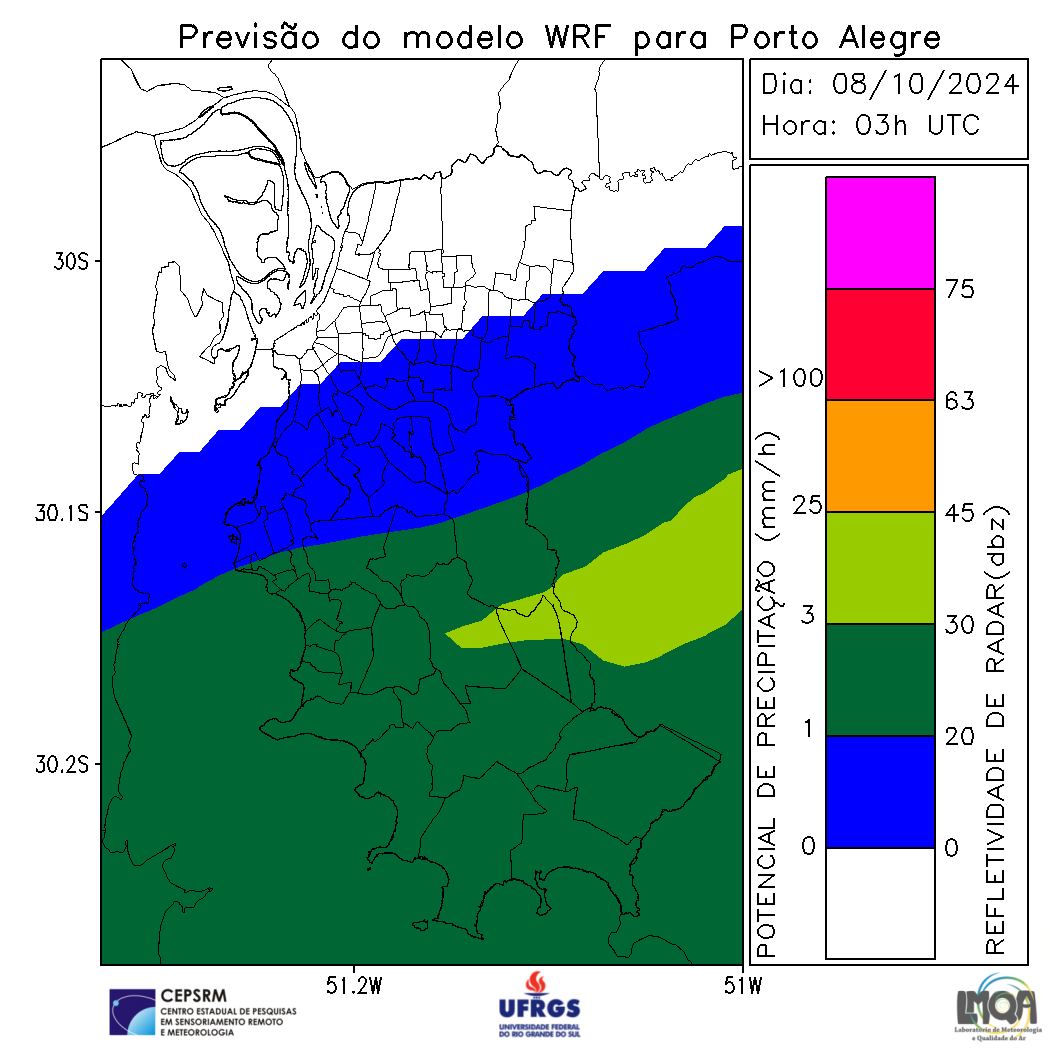 Previsão do modelo WRF para Porto Alegre
Dia: 08/10/2024
Hora: 03h UTC
30S
30.1S
30.2S
51.2W
51W
POTENCIAL DE PRECIPITAÇÃO (mm/h)
>100
25
3
1
0
75
63
45
30
20
0
REFLETIVIDADE DE RADAR(dbz)
CEPSRM
CENTRO ESTADUAL DE PESQUISAS
EM SENSORIAMENTO REMOTO
E METEOROLOGIA
UFRGS
UNIVERSIDADE FEDERAL
DO RIO GRANDE DO SUL
LMQA
Laboratório de Meteorologia
e Qualidade do Ar